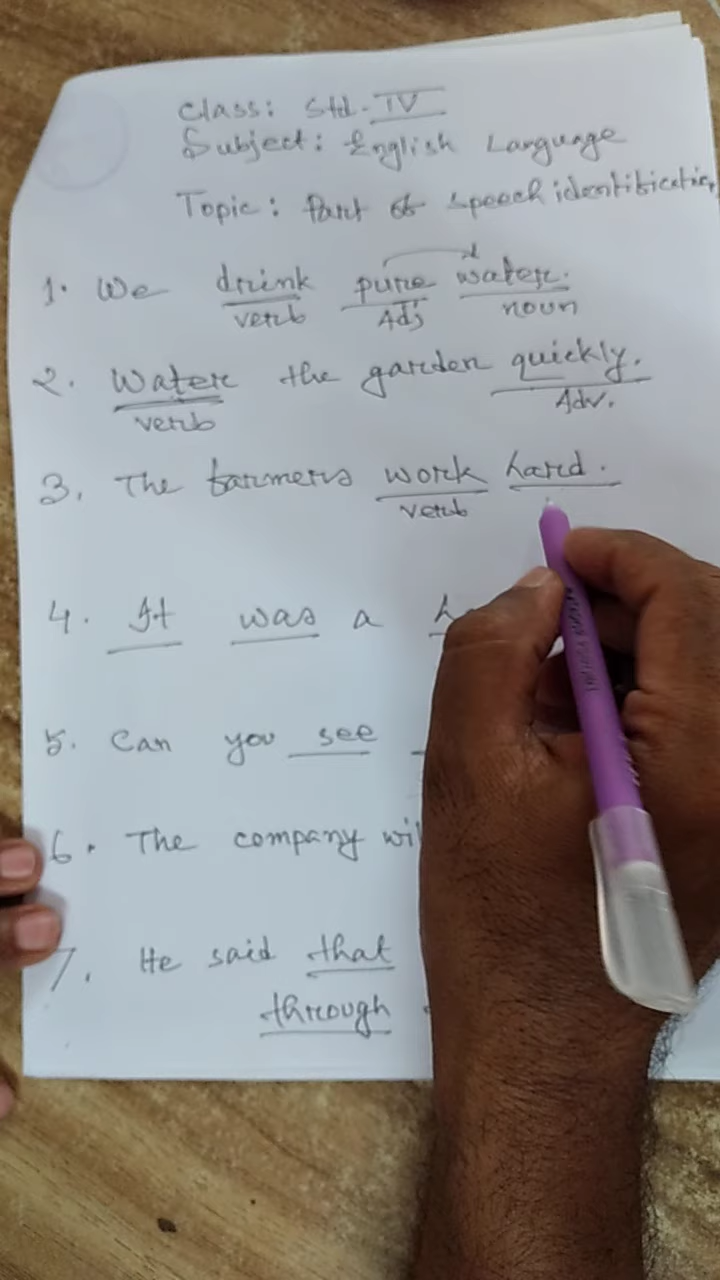 Class: Std. IV
Subject: English Language
Topic: Part of speech identification
1. We drink pure water.
verb Adj noun
2. Water the garden quickly.
verb Adv.
3. The farmers work hard.
verb
4. It was a
5. Can you see
6. The company
7. He said that
through